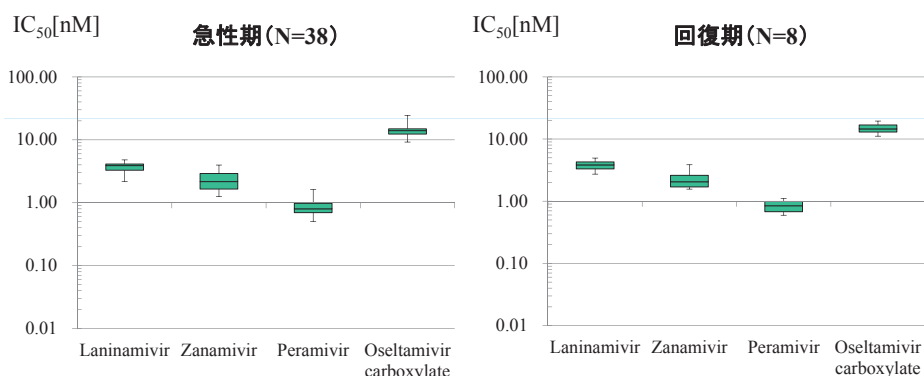 IC50[nM]
急性期(N=38)
100.00
10.00
1.00
0.10
0.01
Laninamivir Zanamivir Peramivir Oseltamivir
carboxylate
IC50[nM]
回復期(N=8)
100.00
10.00
1.00
0.10
0.01
Laninamivir Zanamivir Peramivir Oseltamivir
carboxylate